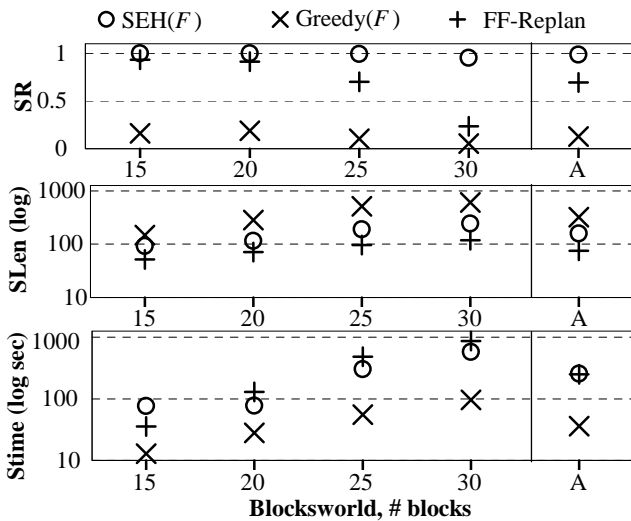 SEH(F) Greedy(F) FF-Replan
1
0.5
0
SR
15 20 25 30 A
1000
100
10
SLen (log)
15 20 25 30 A
1000
100
10
Stime (log sec)
15 20 25 30 A
Blocksworld, # blocks